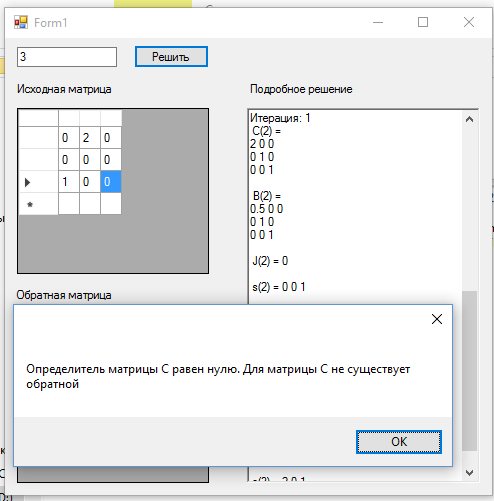 Form1
3
Решить
Исходная матрица
Подробное решение
0 2 0
0 0 0
1 0 0
Итерация: 1
C(2) =
2 0 0
0 1 0
0 0 1
B(2) =
0.5 0 0
0 1 0
0 0 1
J(2) = 0
s(2) = 0 0 1
Обратная матрица
Определитель матрицы C равен нулю. Для матрицы C не существует
обратной
OK